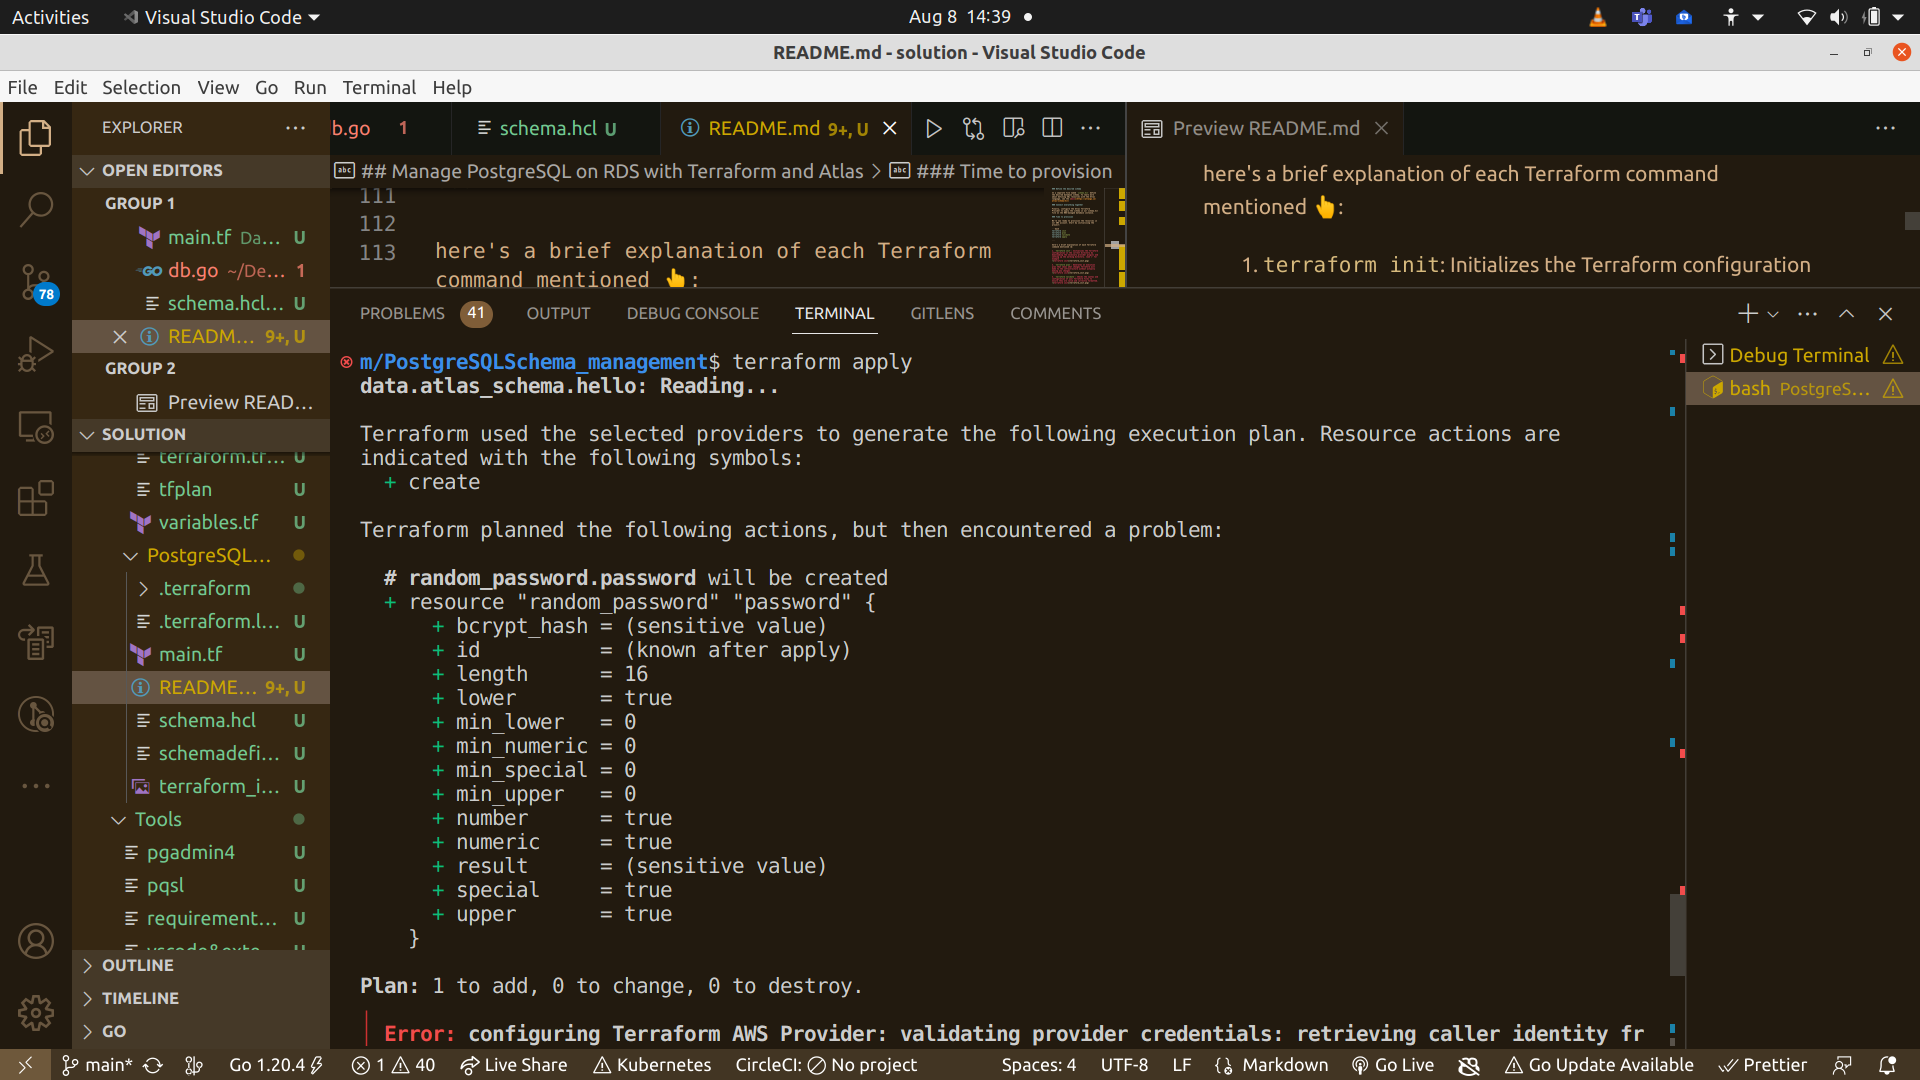 Activities
Visual Studio Code
Aug 8 14:39
README.md - solution - Visual Studio Code
File Edit Selection View Go Run Terminal Help
EXPLORER
OPEN EDITORS
GROUP 1
main.tf Da... U
db.go ~/De... 1
schema.hcl... U
READM... 9+, U
GROUP 2
Preview READ...
SOLUTION
terraform.tf... U
tfplan U
variables.tf U
PostgreSQL...
.terraform
.terraform.l... U
main.tf U
README... 9+, U
schema.hcl U
schemadefi... U
terraform_i... U
Tools
pgadmin4 U
pqsl U
requirement... U
OUTLINE
TIMELINE
GO
78
b.go 1
schema.hcl U
README.md 9+, U
## Manage PostgreSQL on RDS with Terraform and Atlas > ### Time to provision
111
112
113 here's a brief explanation of each Terraform
command mentioned 👆:
Preview README.md
here's a brief explanation of each Terraform command
mentioned 👆:
1. terraform init: Initializes the Terraform configuration
PROBLEMS 41 OUTPUT DEBUG CONSOLE TERMINAL GITLENS COMMENTS
m/PostgreSQLSchema_management$ terraform apply
data.atlas_schema.hello: Reading...
Terraform used the selected providers to generate the following execution plan. Resource actions are
indicated with the following symbols:
+ create
Terraform planned the following actions, but then encountered a problem:
# random_password.password will be created
+ resource "random_password" "password" {
+ bcrypt_hash = (sensitive value)
+ id = (known after apply)
+ length = 16
+ lower = true
+ min_lower = 0
+ min_numeric = 0
+ min_special = 0
+ min_upper = 0
+ number = true
+ numeric = true
+ result = (sensitive value)
+ special = true
+ upper = true
}
Plan: 1 to add, 0 to change, 0 to destroy.
Error: configuring Terraform AWS Provider: validating provider credentials: retrieving caller identity fr
Debug Terminal
bash PostgreS...
main* Go 1.20.4 1 40 Live Share Kubernetes CircleCI: No project Spaces: 4 UTF-8 LF Markdown Go Live Go Update Available Prettier